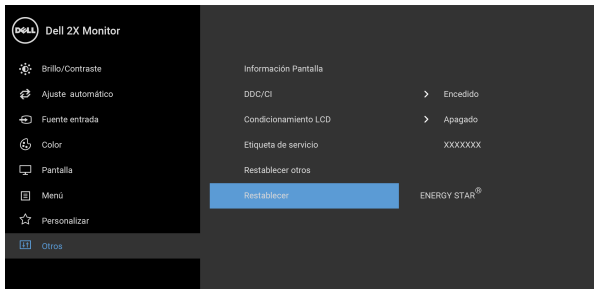 DELL Dell 2X Monitor
Brillo/Contraste
Información Pantalla
Ajuste automático DDC/CI Encedido
Fuente entrada Condicionamiento LCD Apagado
Color Etiqueta de servicio XXXXXXX
Pantalla Restablecer otros
Menú Restablecer ENERGY STAR®
Personalizar
Otros